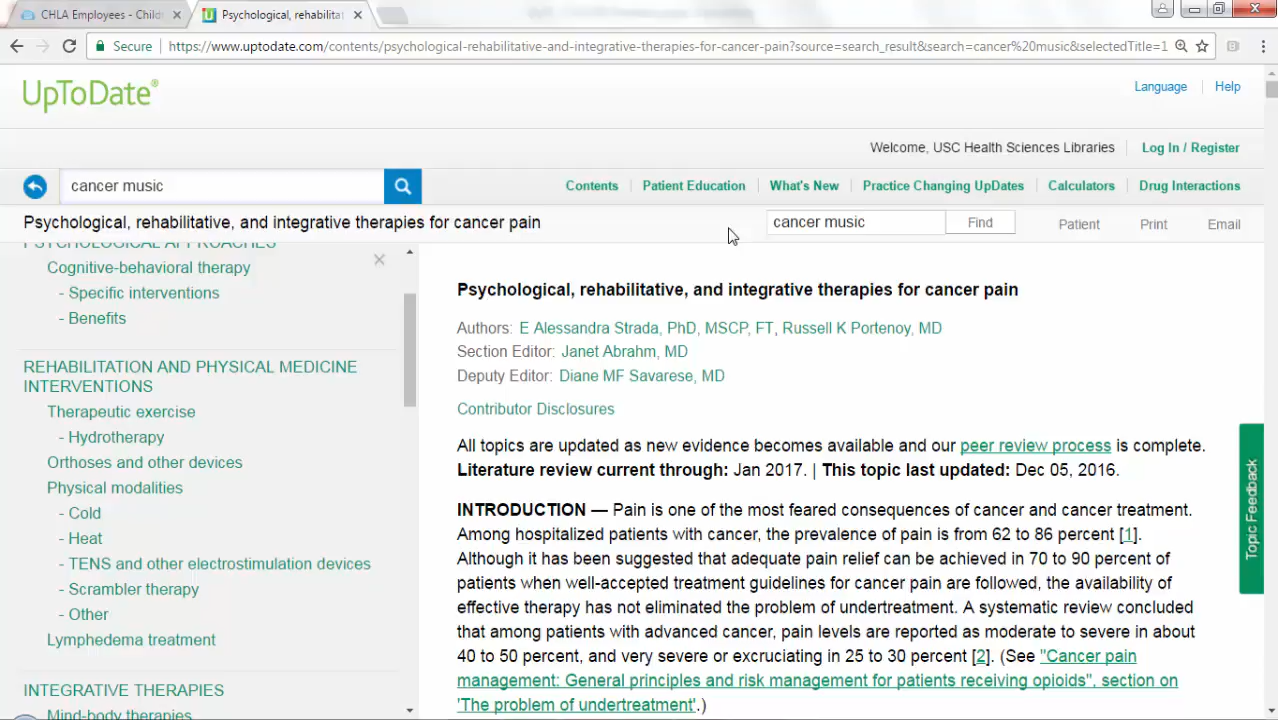 CHLA Employees - Child
Psychological, rehabilitat
Secure
https://www.uptodate.com/contents/psychological-rehabilitative-and-integrative-therapies-for-cancer-pain?source=search_result&search=cancer%20music&selectedTitle=1
UpToDate®
Language
Help
Welcome, USC Health Sciences Libraries
Log In / Register
cancer music
Contents
Patient Education
What's New
Practice Changing UpDates
Calculators
Drug Interactions
Psychological, rehabilitative, and integrative therapies for cancer pain
cancer music
Find
Patient
Print
Email
PSYCHOLOGICAL APPROACHES
Cognitive-behavioral therapy
- Specific interventions
- Benefits
REHABILITATION AND PHYSICAL MEDICINE
INTERVENTIONS
Therapeutic exercise
- Hydrotherapy
Orthoses and other devices
Physical modalities
- Cold
- Heat
- TENS and other electrostimulation devices
- Scrambler therapy
- Other
Lymphedema treatment
INTEGRATIVE THERAPIES
Mind-body therapies
Psychological, rehabilitative, and integrative therapies for cancer pain
Authors: E Alessandra Strada, PhD, MSCP, FT, Russell K Portenoy, MD
Section Editor: Janet Abrahm, MD
Deputy Editor: Diane MF Savarese, MD
Contributor Disclosures
All topics are updated as new evidence becomes available and our peer review process is complete.
Literature review current through: Jan 2017. | This topic last updated: Dec 05, 2016.
INTRODUCTION — Pain is one of the most feared consequences of cancer and cancer treatment.
Among hospitalized patients with cancer, the prevalence of pain is from 62 to 86 percent [1].
Although it has been suggested that adequate pain relief can be achieved in 70 to 90 percent of
patients when well-accepted treatment guidelines for cancer pain are followed, the availability of
effective therapy has not eliminated the problem of undertreatment. A systematic review concluded
that among patients with advanced cancer, pain levels are reported as moderate to severe in about
40 to 50 percent, and very severe or excruciating in 25 to 30 percent [2]. (See "Cancer pain
management: General principles and risk management for patients receiving opioids", section on
'The problem of undertreatment'.)
Topic Feedback